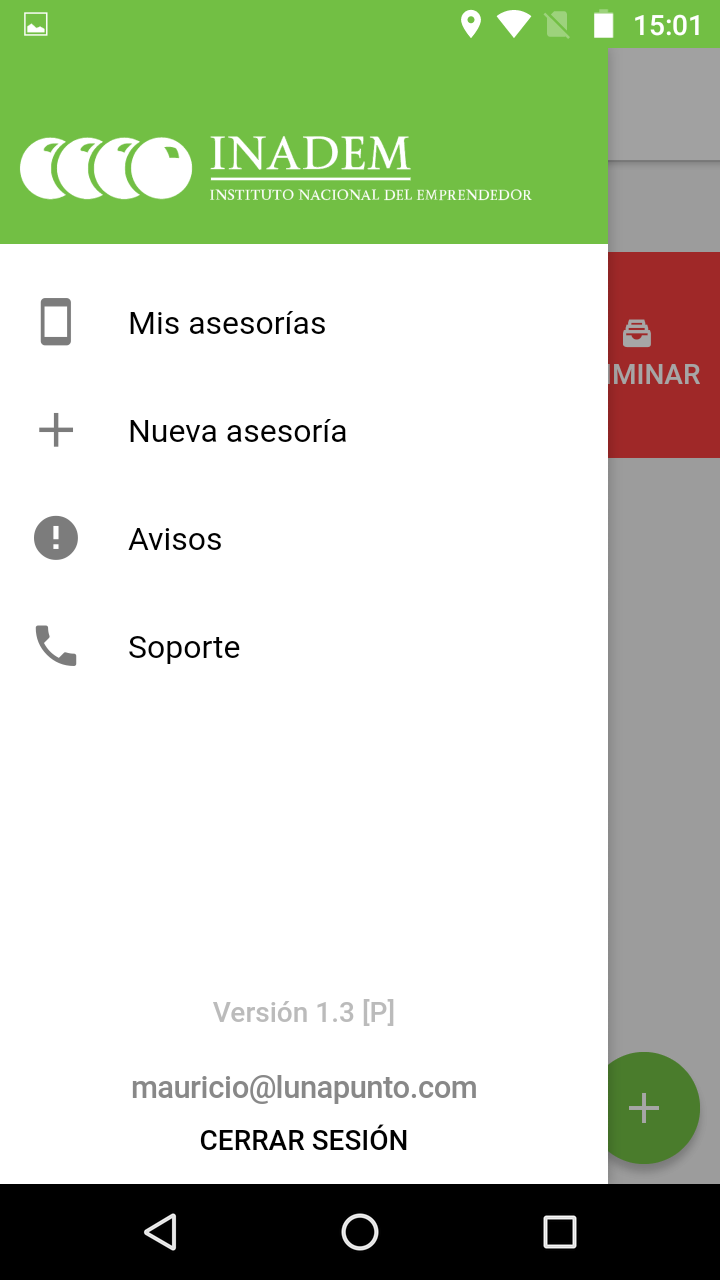 15:01
INADEM
INSTITUTO NACIONAL DEL EMPRENDEDOR
Mis asesorías
IMINAR
Nueva asesoría
Avisos
Soporte
Versión 1.3 [P]
mauricio@lunapunto.com
CERRAR SESIÓN